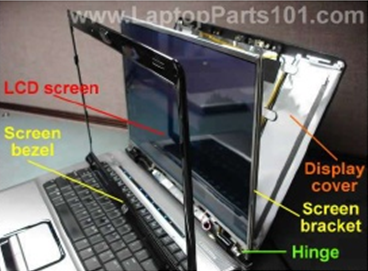 www.LaptopParts101.com
LCD screen
Screen
bezel
Display
cover
Screen
bracket
Hinge